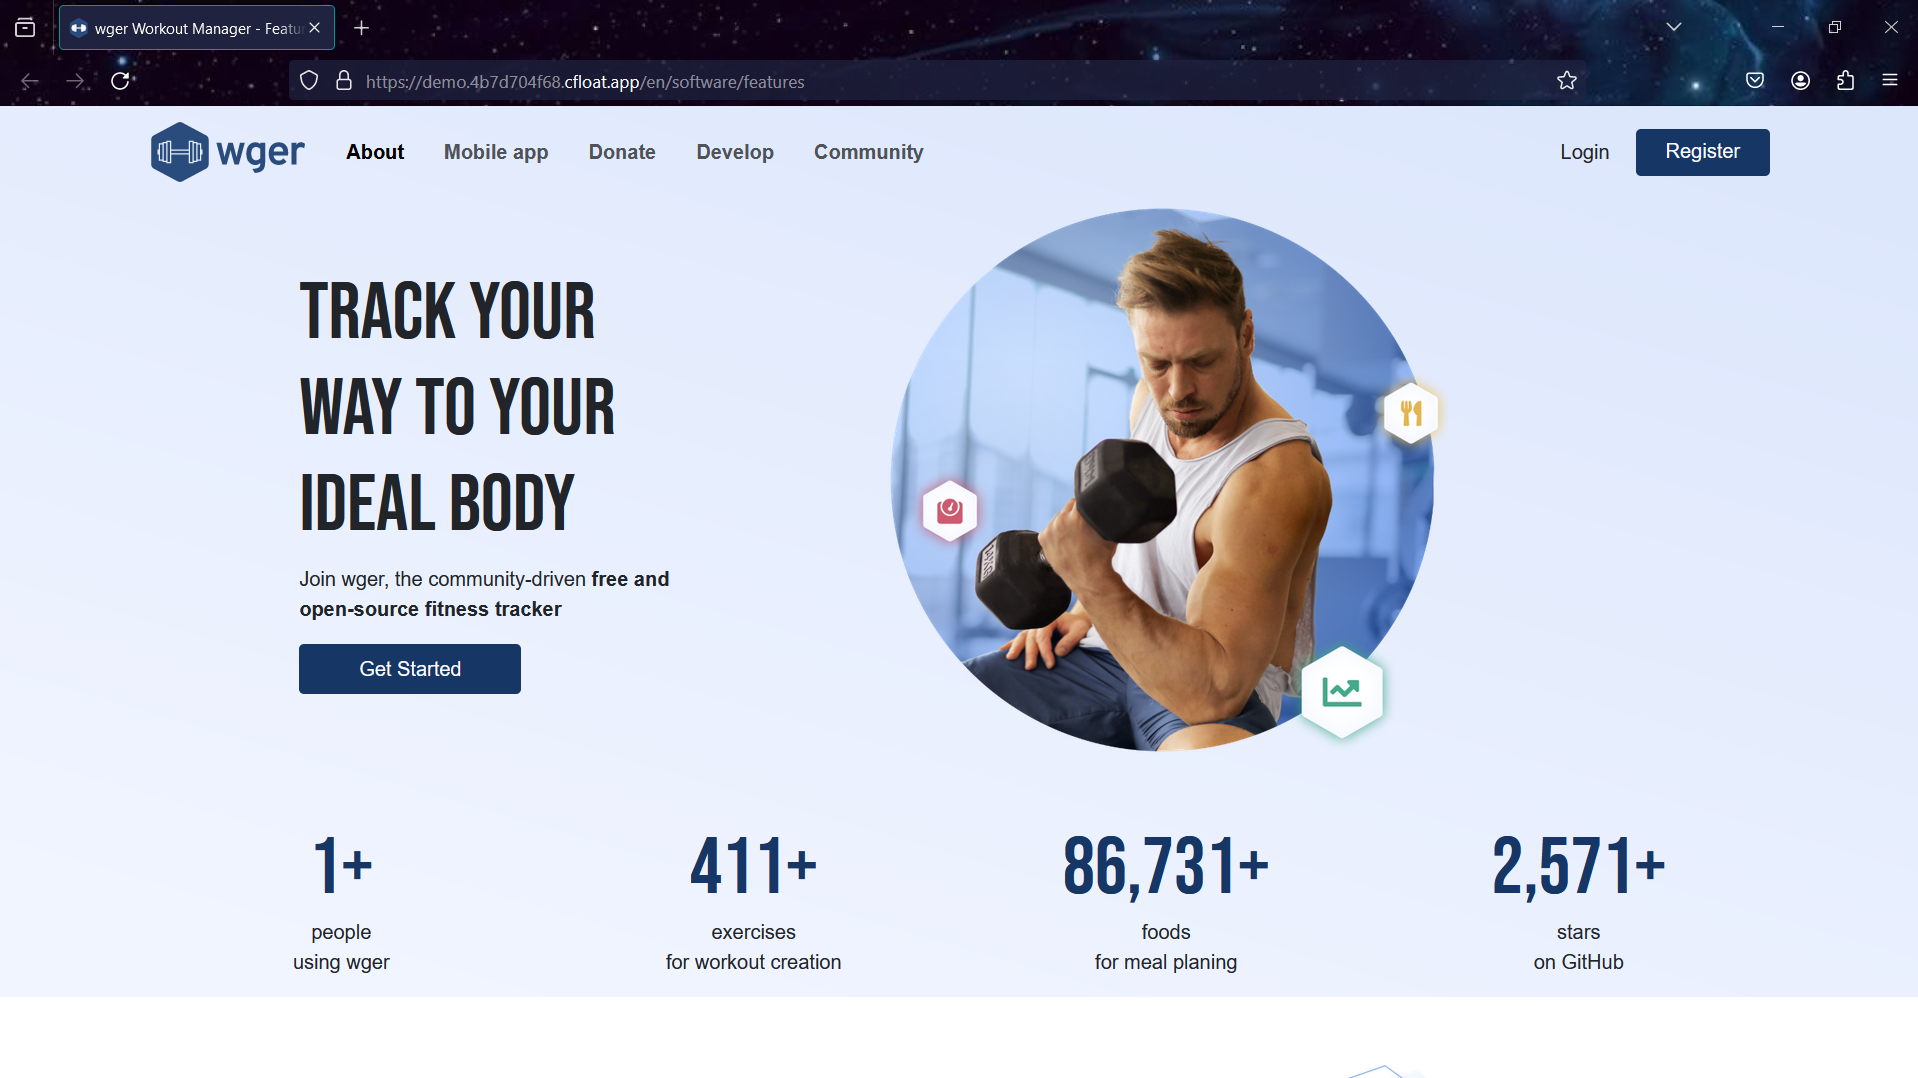 wger Workout Manager - Featu
https://demo.4b7d704f68.cfloat.app/en/software/features
wger
About
Mobile app
Donate
Develop
Community
Login
Register
TRACK YOUR
WAY TO YOUR
IDEAL BODY
Join wger, the community-driven free and
open-source fitness tracker
Get Started
1+
people
using wger
411+
exercises
for workout creation
86,731+
foods
for meal planing
2,571+
stars
on GitHub